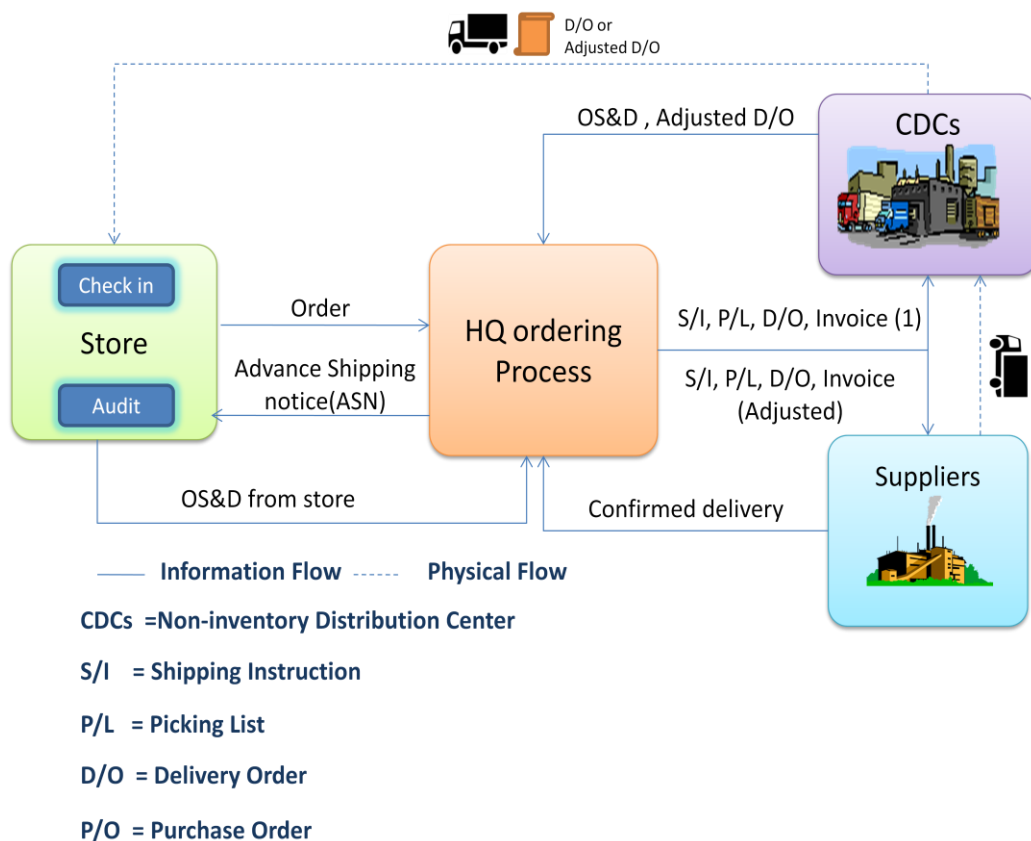 D/O or
Adjusted D/O
OS&D , Adjusted D/O
CDCs
Check in
Store
Audit
Order
Advance Shipping
notice(ASN)
HQ ordering
Process
S/I, P/L, D/O, Invoice (1)
S/I, P/L, D/O, Invoice
(Adjusted)
Suppliers
OS&D from store
Confirmed delivery
Information Flow
Physical Flow
CDCs =Non-inventory Distribution Center
S/I = Shipping Instruction
P/L = Picking List
D/O = Delivery Order
P/O = Purchase Order